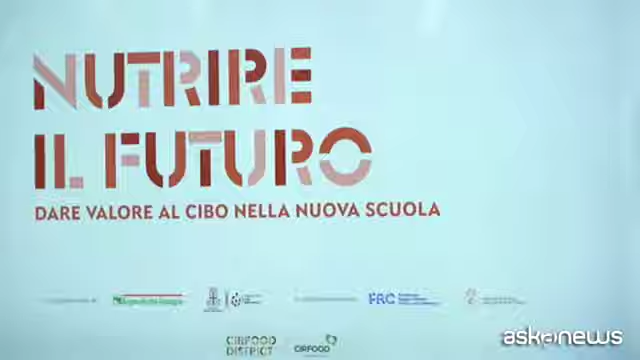 NUTRIRE
IL FUTURO
DARE VALORE AL CIBO NELLA NUOVA SCUOLA
FRC
CIRFOOD
DISTRICT
CIRFOOD
askanews